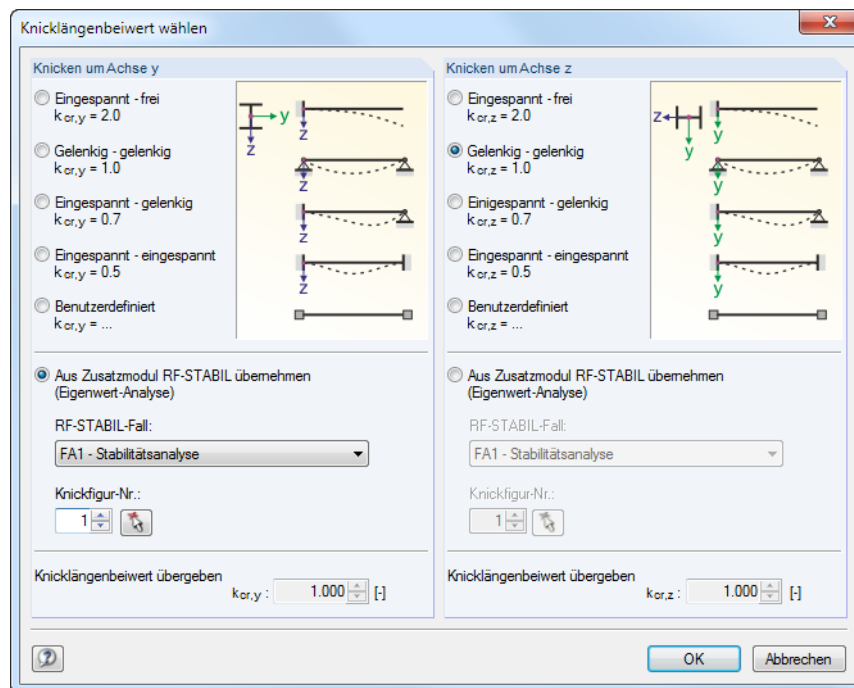 Knicklängenbeiwert wählen
Knicken um Achse y
Eingespannt - frei
kcr,y = 2.0
Gelenkig - gelenkig
kcr,y = 1.0
Eingespannt - gelenkig
kcr,y = 0.7
Eingespannt - eingespannt
kcr,y = 0.5
Benutzerdefiniert
kcr,y = ...
y
z
z
z
z
z
Aus Zusatzmodul RF-STABIL übernehmen
(Eigenwert-Analyse)
RF-STABIL-Fall:
FA1 - Stabilitätsanalyse
Knickfigur-Nr.:
1
Knicklängenbeiwert übergeben
kcr,y : 1.000 [-]
Knicken um Achse z
Eingespannt - frei
kcr,z = 2.0
Gelenkig - gelenkig
kcr,z = 1.0
Einigespannt - gelenkig
kcr,z = 0.7
Eingespannt - eingespannt
kcr,z = 0.5
Benutzerdefiniert
kcr,z = ...
z
y
y
y
y
y
Aus Zusatzmodul RF-STABIL übernehmen
(Eigenwert-Analyse)
RF-STABIL-Fall:
FA1 - Stabilitätsanalyse
Knickfigur-Nr.:
1
Knicklängenbeiwert übergeben
kcr,z : 1.000 [-]
OK
Abbrechen